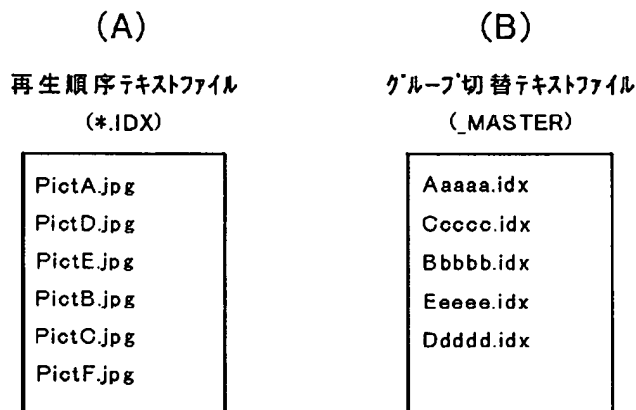 (A)
再生順序テキストファイル
(*.IDX)
PictA.jpg
PictD.jpg
PictE.jpg
PictB.jpg
PictC.jpg
PictF.jpg
(B)
グループ切替テキストファイル
(_MASTER)
Aaaaa.idx
Ccccc.idx
Bbbbb.idx
Eeeee.idx
Ddddd.idx